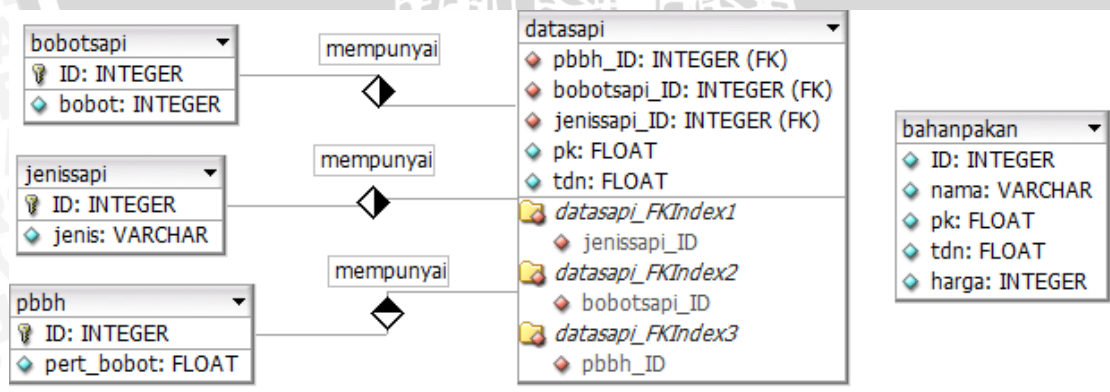 bobotsapi
ID: INTEGER
bobot: INTEGER
mempunyai
jenissapi
ID: INTEGER
jenis: VARCHAR
mempunyai
pbbh
ID: INTEGER
pert_bobot: FLOAT
mempunyai
datasapi
pbbh_ID: INTEGER (FK)
bobotsapi_ID: INTEGER (FK)
jenissapi_ID: INTEGER (FK)
pk: FLOAT
tdn: FLOAT
datasapi_FKIndex1
jenissapi_ID
datasapi_FKIndex2
bobotsapi_ID
datasapi_FKIndex3
pbbh_ID
bahanpakan
ID: INTEGER
nama: VARCHAR
pk: FLOAT
tdn: FLOAT
harga: INTEGER